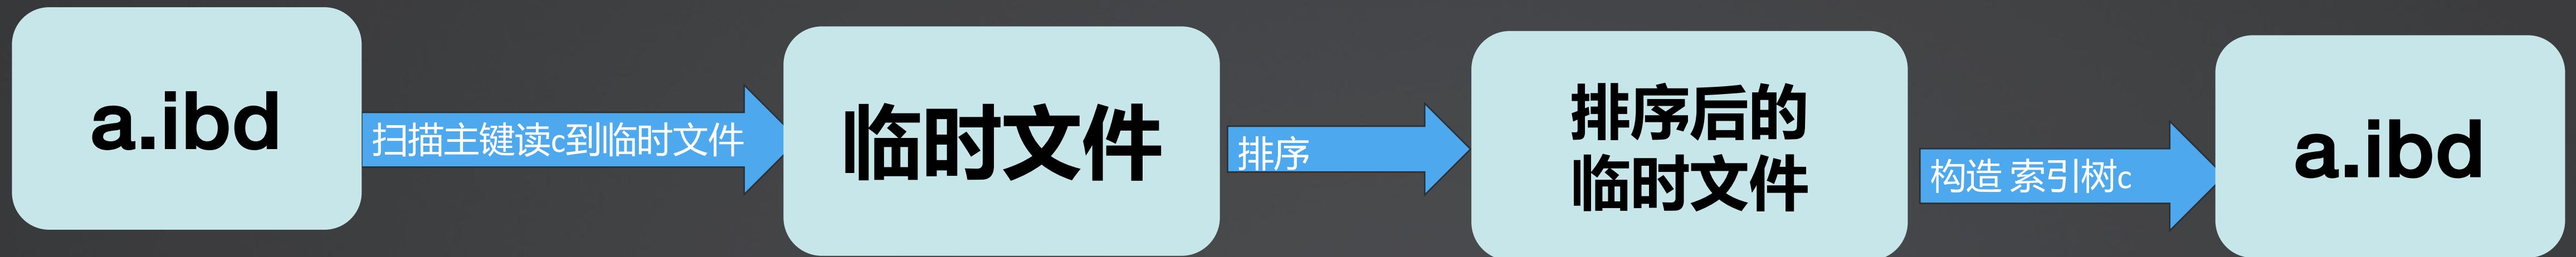 a.ibd
扫描主键读c到临时文件
临时文件
排序
排序后的
临时文件
构造 索引树c
a.ibd